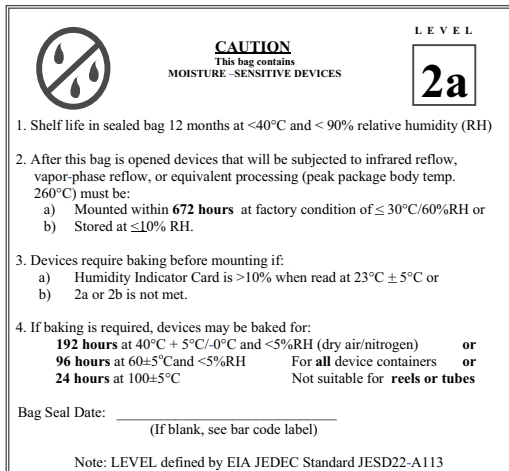 LEVEL
CAUTION
This bag contains
MOISTURE –SENSITIVE DEVICES
2a
1. Shelf life in sealed bag 12 months at <40°C and < 90% relative humidity (RH)
2. After this bag is opened devices that will be subjected to infrared reflow,
vapor-phase reflow, or equivalent processing (peak package body temp.
260°C) must be:
a) Mounted within 672 hours at factory condition of ≤ 30°C/60%RH or
b) Stored at ≤10% RH.
3. Devices require baking before mounting if:
a) Humidity Indicator Card is >10% when read at 23°C ± 5°C or
b) 2a or 2b is not met.
4. If baking is required, devices may be baked for:
192 hours at 40°C + 5°C/-0°C and <5%RH (dry air/nitrogen) or
96 hours at 60±5°Cand <5%RH For all device containers or
24 hours at 100±5°C Not suitable for reels or tubes
Bag Seal Date: ______________________________
(If blank, see bar code label)
Note: LEVEL defined by EIA JEDEC Standard JESD22-A113